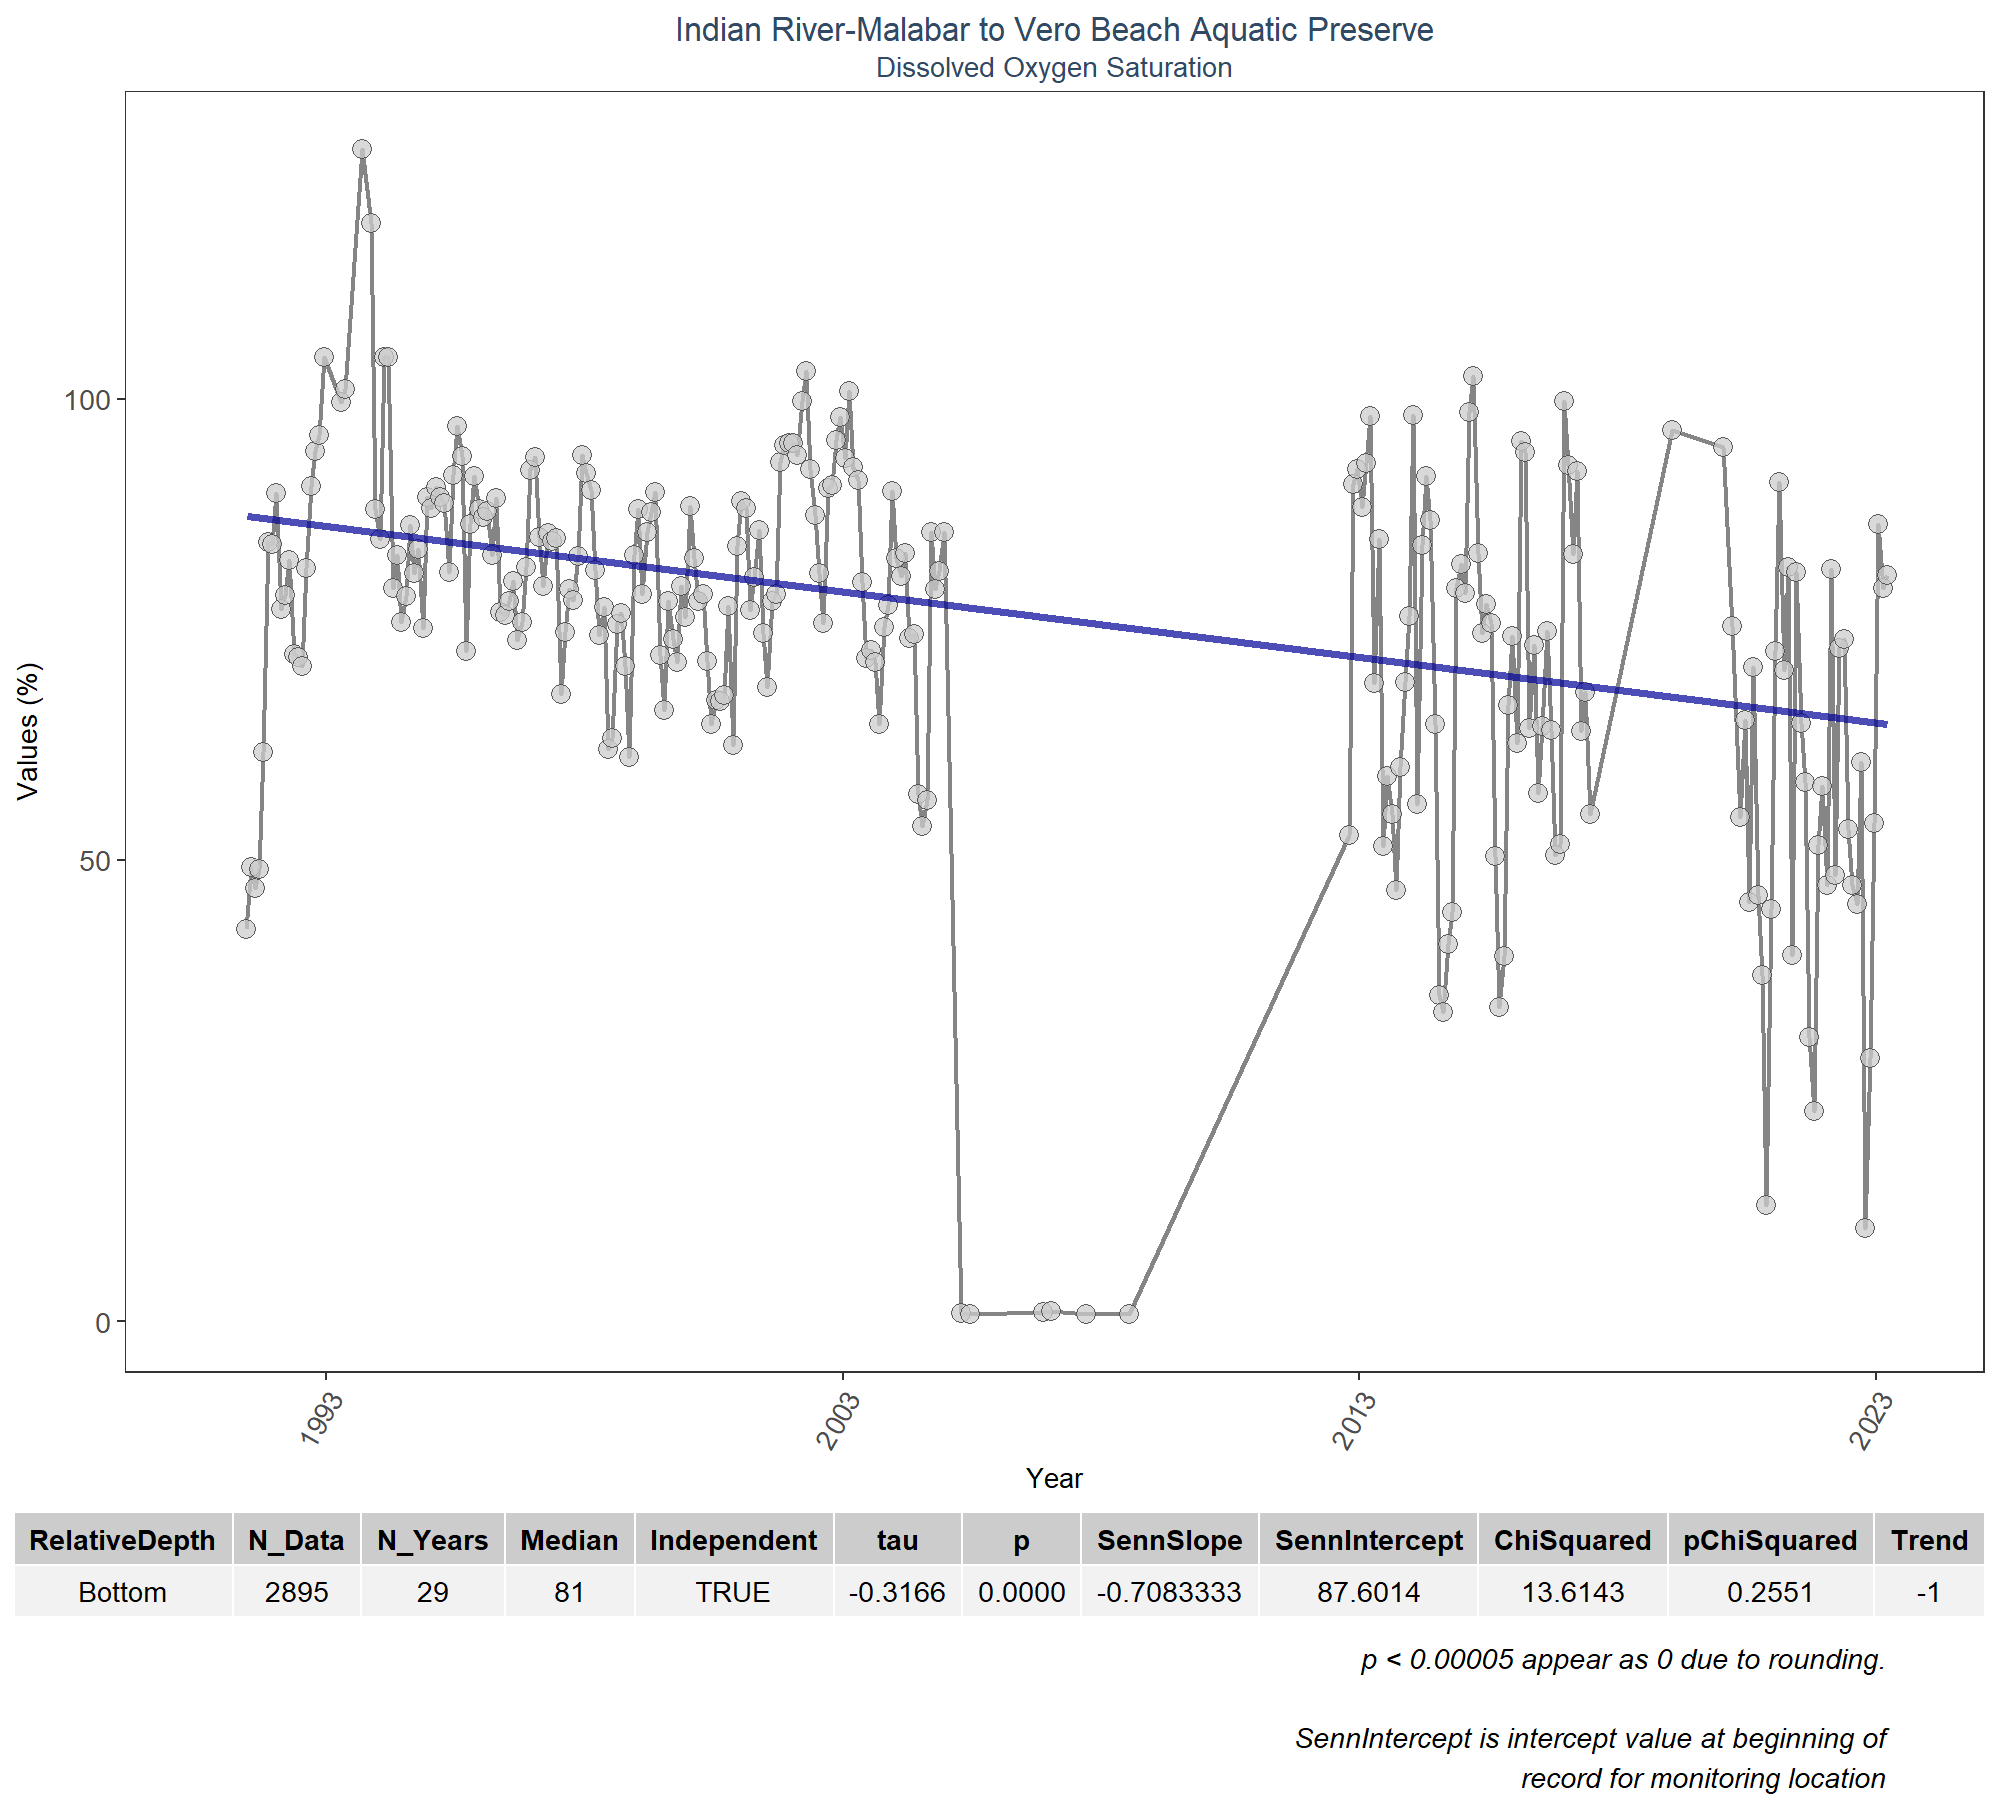 Indian River-Malabar to Vero Beach Aquatic Preserve
Dissolved Oxygen Saturation
Values (%)
100
50
0
1993
2003
2013
2023
Year
RelativeDepth N_Data N_Years Median Independent tau p SennSlope SennIntercept ChiSquared pChiSquared Trend
Bottom 2895 29 81 TRUE -0.3166 0.0000 -0.7083333 87.6014 13.6143 0.2551 -1
p < 0.00005 appear as 0 due to rounding.
SennIntercept is intercept value at beginning of
record for monitoring location